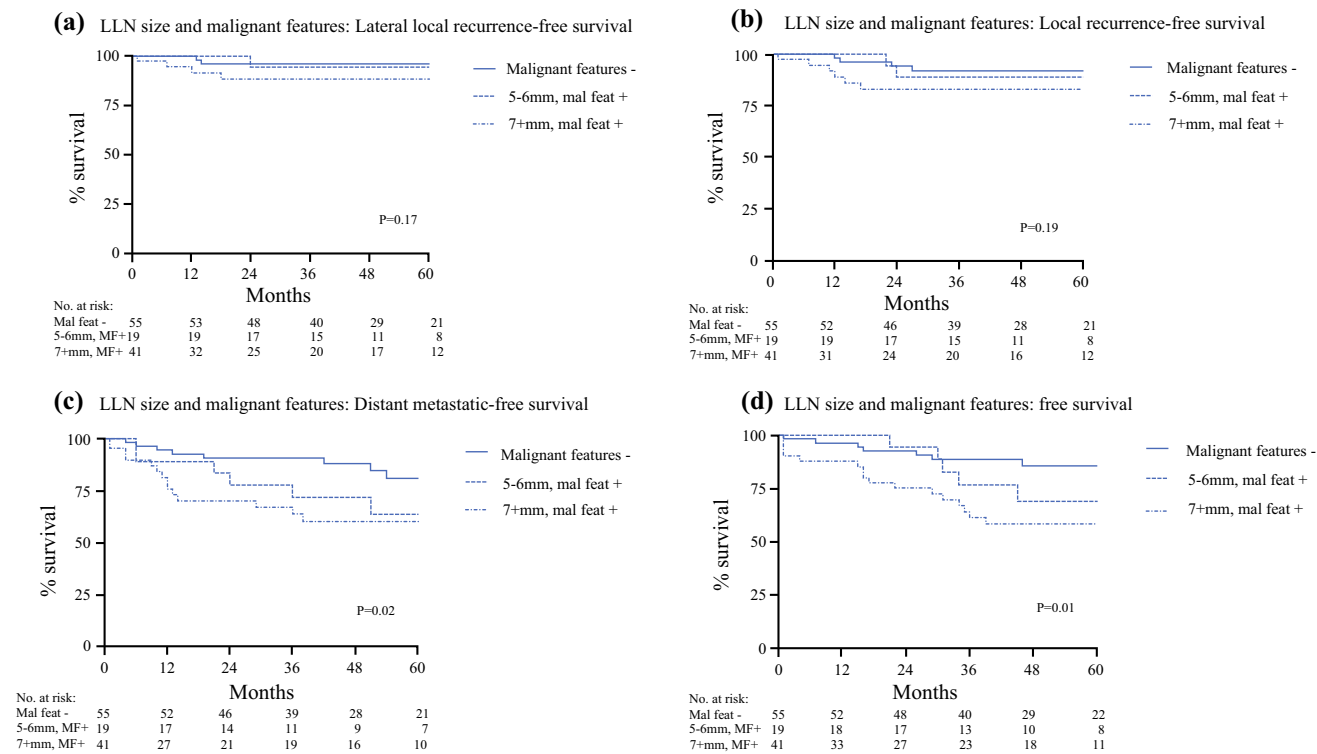 (a) LLN size and malignant features: Lateral local recurrence-free survival
100
75
50
25
0
% survival
0 12 24 36 48 60
Months
P=0.17
Malignant features -
5-6mm, mal feat +
7+mm, mal feat +
No. at risk:
Mal feat - 55 53 48 40 29 21
5-6mm, MF+ 19 19 17 15 11 8
7+mm, MF+ 41 32 25 20 17 12
(b) LLN size and malignant features: Local recurrence-free survival
100
75
50
25
0
% survival
0 12 24 36 48 60
Months
P=0.19
Malignant features -
5-6mm, mal feat +
7+mm, mal feat +
No. at risk:
Mal feat - 55 52 46 39 28 21
5-6mm, MF+ 19 19 17 15 11 8
7+mm, MF+ 41 31 24 20 16 12
(c) LLN size and malignant features: Distant metastatic-free survival
100
75
50
25
0
% survival
0 12 24 36 48 60
Months
P=0.02
Malignant features -
5-6mm, mal feat +
7+mm, mal feat +
No. at risk:
Mal feat - 55 52 46 39 28 21
5-6mm, MF+ 19 17 14 11 9 7
7+mm, MF+ 41 27 21 19 16 10
(d) LLN size and malignant features: free survival
100
75
50
25
0
% survival
0 12 24 36 48 60
Months
P=0.01
Malignant features -
5-6mm, mal feat +
7+mm, mal feat +
No. at risk:
Mal feat - 55 52 48 40 29 22
5-6mm, MF+ 19 18 17 13 10 8
7+mm, MF+ 41 33 27 23 18 11